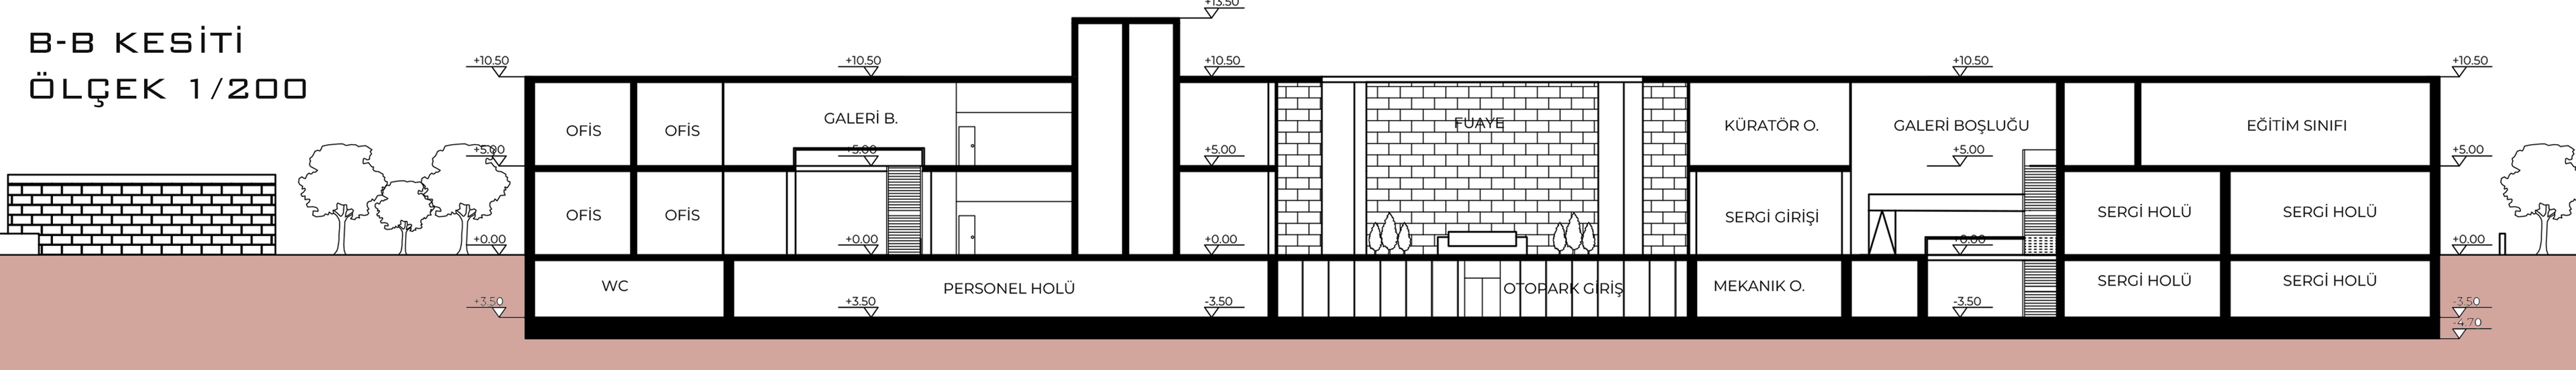 B-B KESİTİ
ÖLÇEK 1/200
+13.50
+10.50
+10.50
+10.50
+10.50
+10.50
OFİS
OFİS
GALERİ B.
FUAYE
KÜRATÖR O.
GALERİ BOŞLUĞU
EĞİTİM SINIFI
+5.00
+5.00
+5.00
+5.00
+5.00
OFİS
OFİS
SERGİ GİRİŞİ
SERGİ HOLÜ
SERGİ HOLÜ
+0.00
+0.00
+0.00
+0.00
+0.00
WC
PERSONEL HOLÜ
OTOPARK GİRİŞ
MEKANIK O.
SERGİ HOLÜ
SERGİ HOLÜ
+3.50
+3.50
-3.50
-3.50
-3.50
-4.70